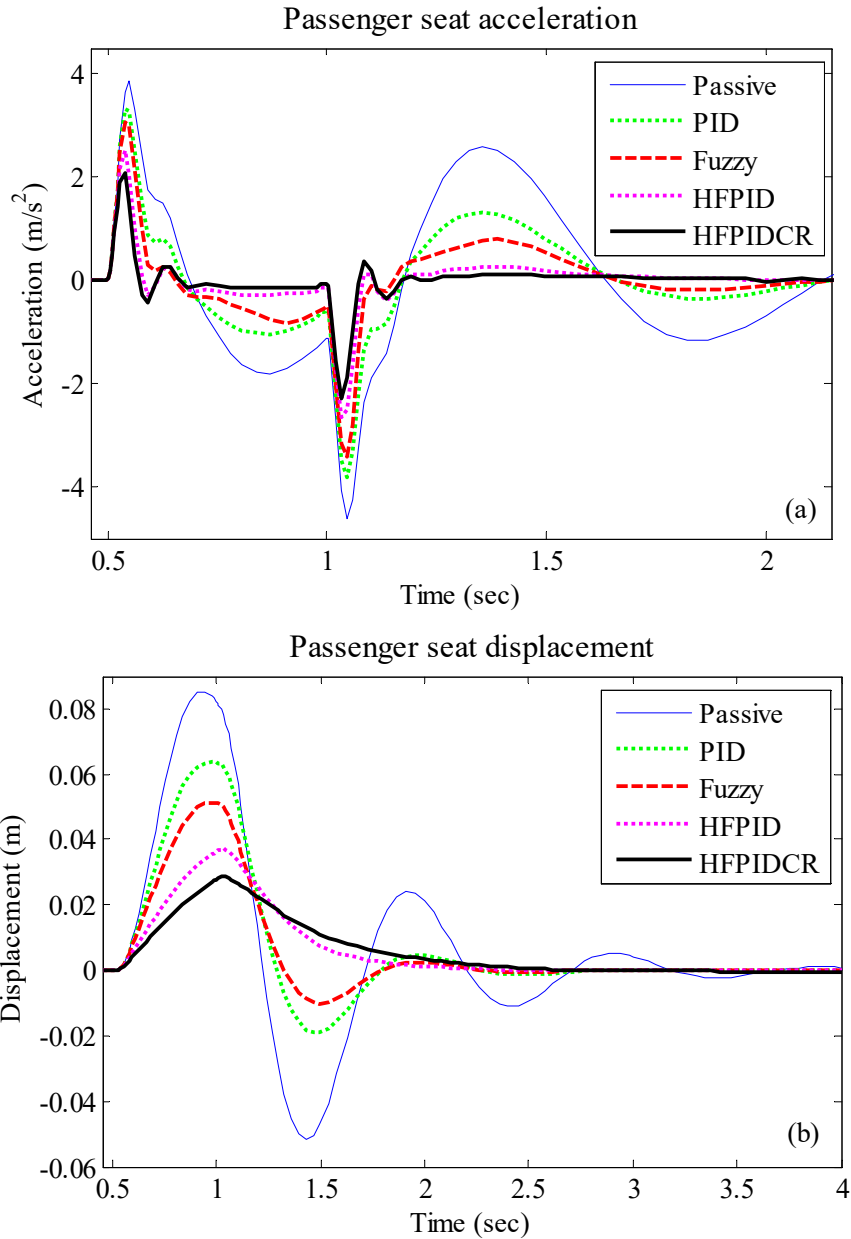 Passenger seat acceleration
4
2
0
-2
-4
Acceleration (m/s²)
Passive
PID
Fuzzy
HFPID
HFPIDCR
(a)
0.5
1
1.5
2
Time (sec)
Passenger seat displacement
0.08
0.06
0.04
0.02
0
-0.02
-0.04
-0.06
Displacement (m)
Passive
PID
Fuzzy
HFPID
HFPIDCR
(b)
0.5
1
1.5
2
2.5
3
3.5
4
Time (sec)